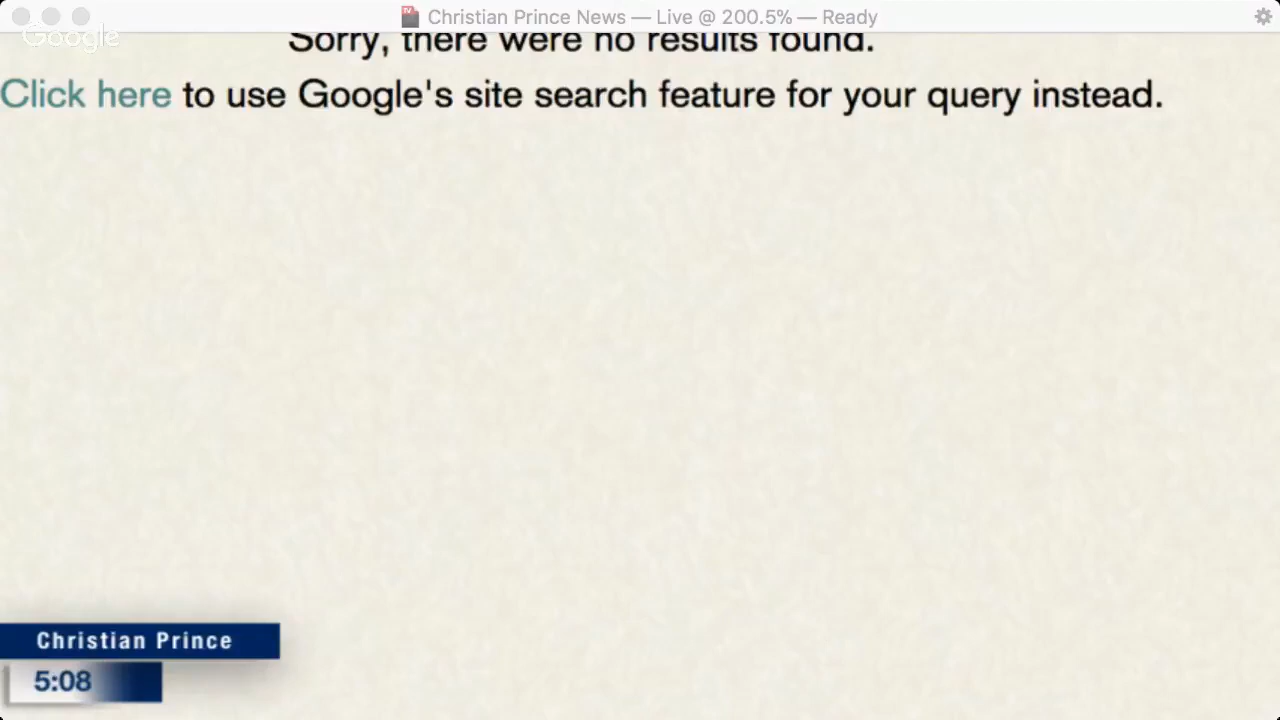 Christian Prince News — Live @ 200.5% — Ready
Google
Sorry, there were no results found.
Click here to use Google's site search feature for your query instead.
Christian Prince
5:08